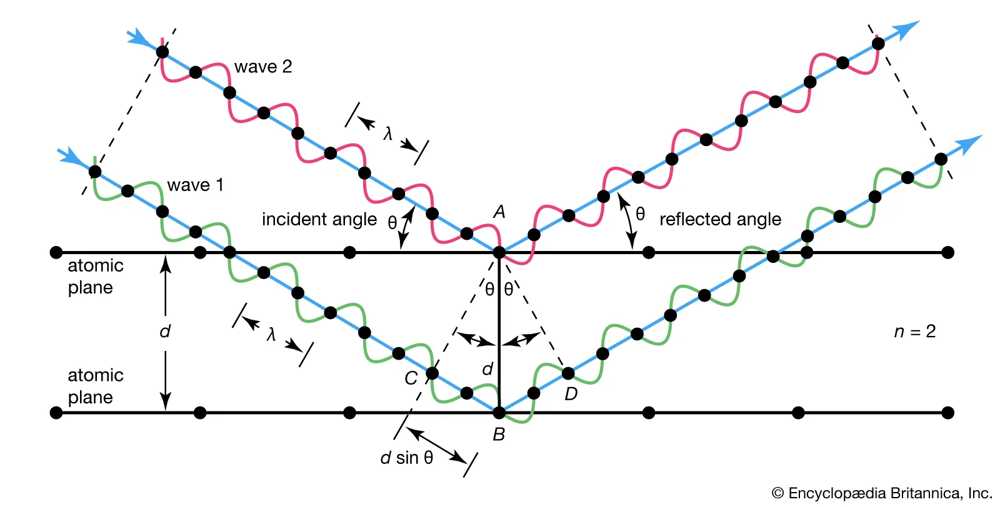 wave 2
λ
wave 1
A
incident angle
θ
θ
reflected angle
atomic
plane
θ
θ
d
λ
n = 2
atomic
plane
C
d
D
B
d sin θ
© Encyclopædia Britannica, Inc.